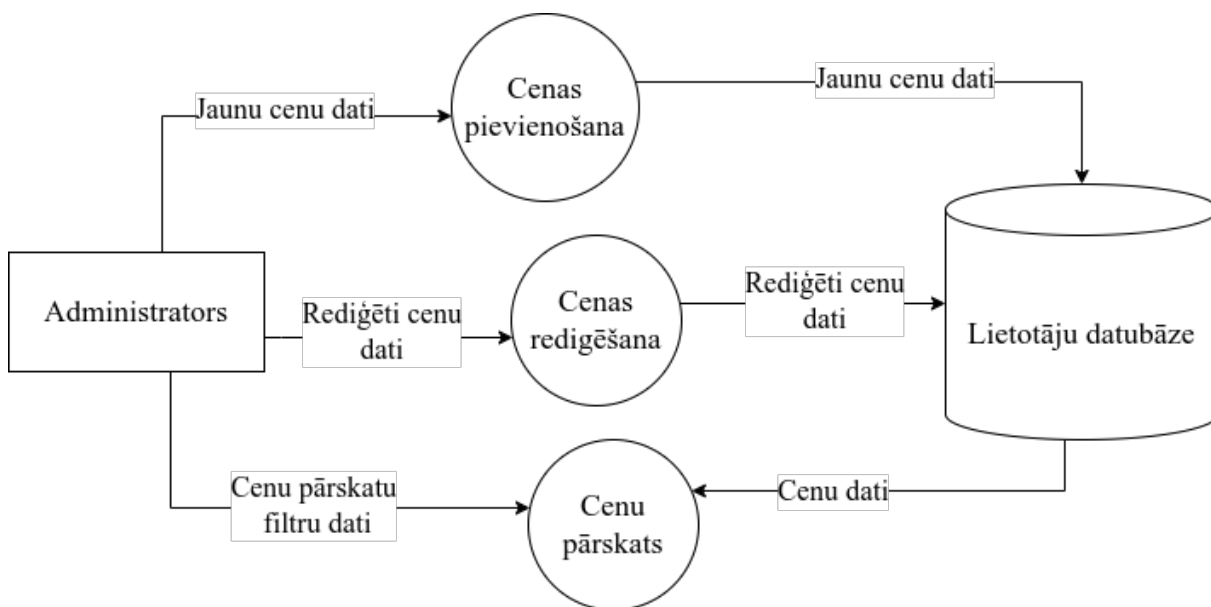 Cenas
pievienošana
Jaunu cenu dati
Jaunu cenu dati
Administrators
Rediģēti cenu
dati
Cenas
redigēšana
Rediģēti cenu
dati
Lietotāju datubāze
Cenu pārskatu
filtru dati
Cenu
pārskats
Cenu dati